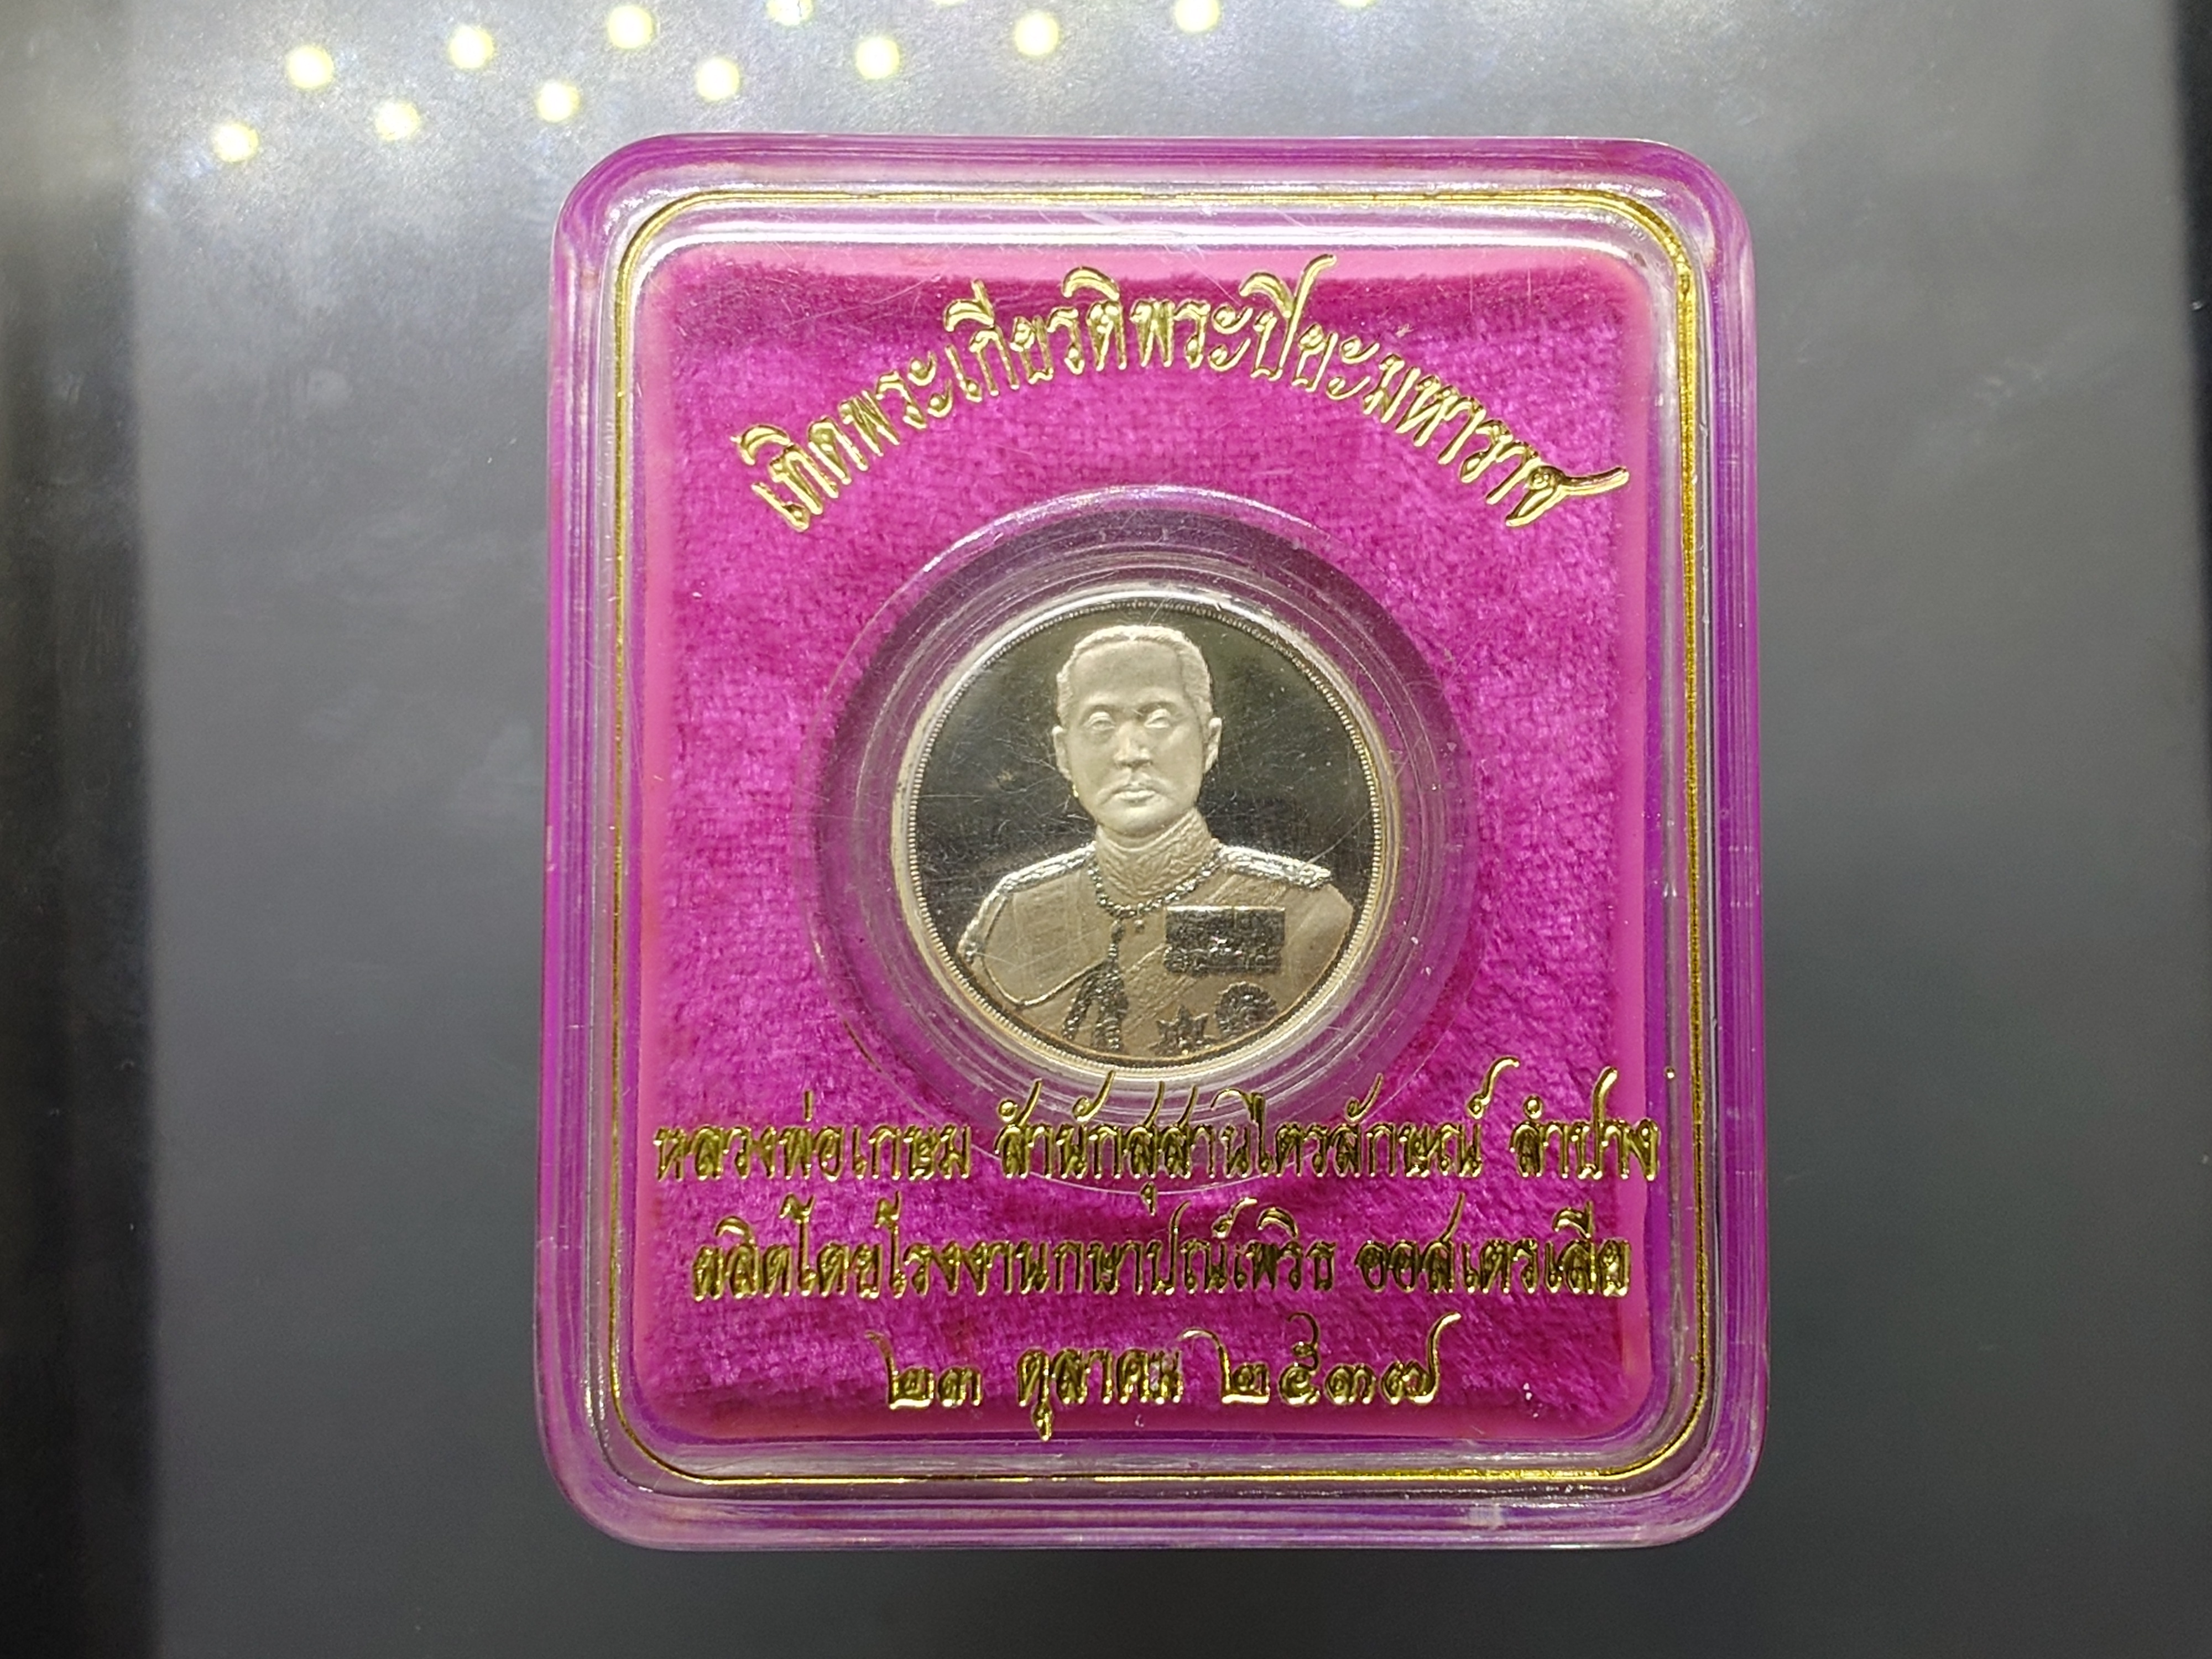 เทิดพระเกียรติพระปิยะมหาราช
หลวงพ่อเกษม สำนักสุสานไตรลักษณ์ ลำปาง
ผลิตโดยโรงงานกษาปณ์เพิร์ธ ออสเตรเลีย
๒๓ ตุลาคม ๒๕๓๗